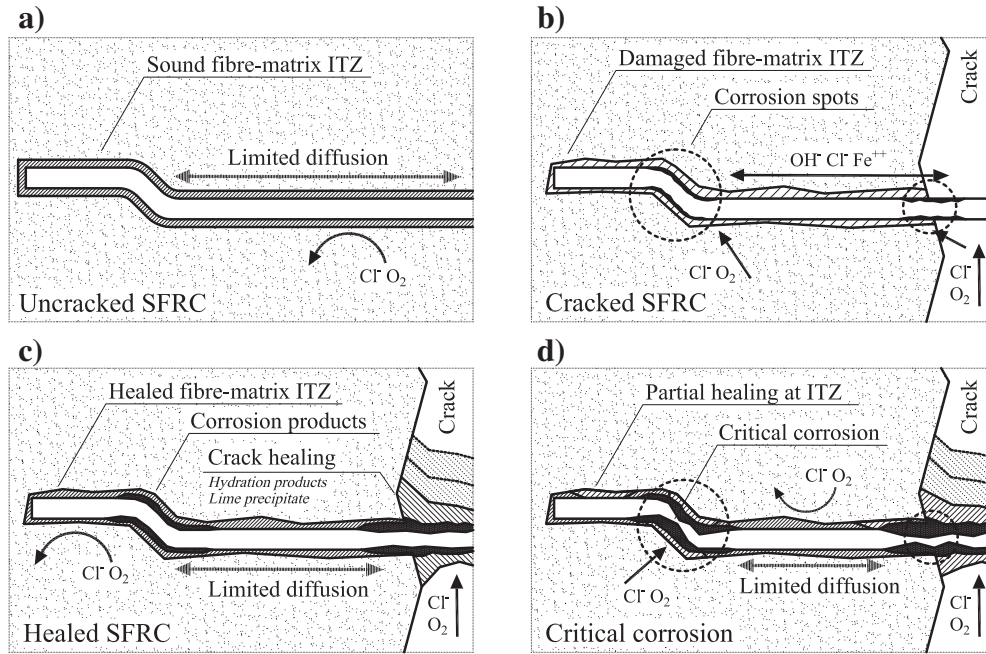 a)
Sound fibre-matrix ITZ
Limited diffusion
Cl⁻ O₂
Uncracked SFRC
b)
Damaged fibre-matrix ITZ
Corrosion spots
Crack
OH⁻ Cl⁻ Fe⁺⁺
Cl⁻ O₂
Cl⁻
O₂
Cracked SFRC
c)
Healed fibre-matrix ITZ
Corrosion products
Crack healing
Hydration products
Lime precipitate
Crack
Cl⁻ O₂
Limited diffusion
Cl⁻
O₂
Healed SFRC
d)
Partial healing at ITZ
Critical corrosion
Crack
Cl⁻ O₂
Cl⁻ O₂
Limited diffusion
Cl⁻
O₂
Critical corrosion